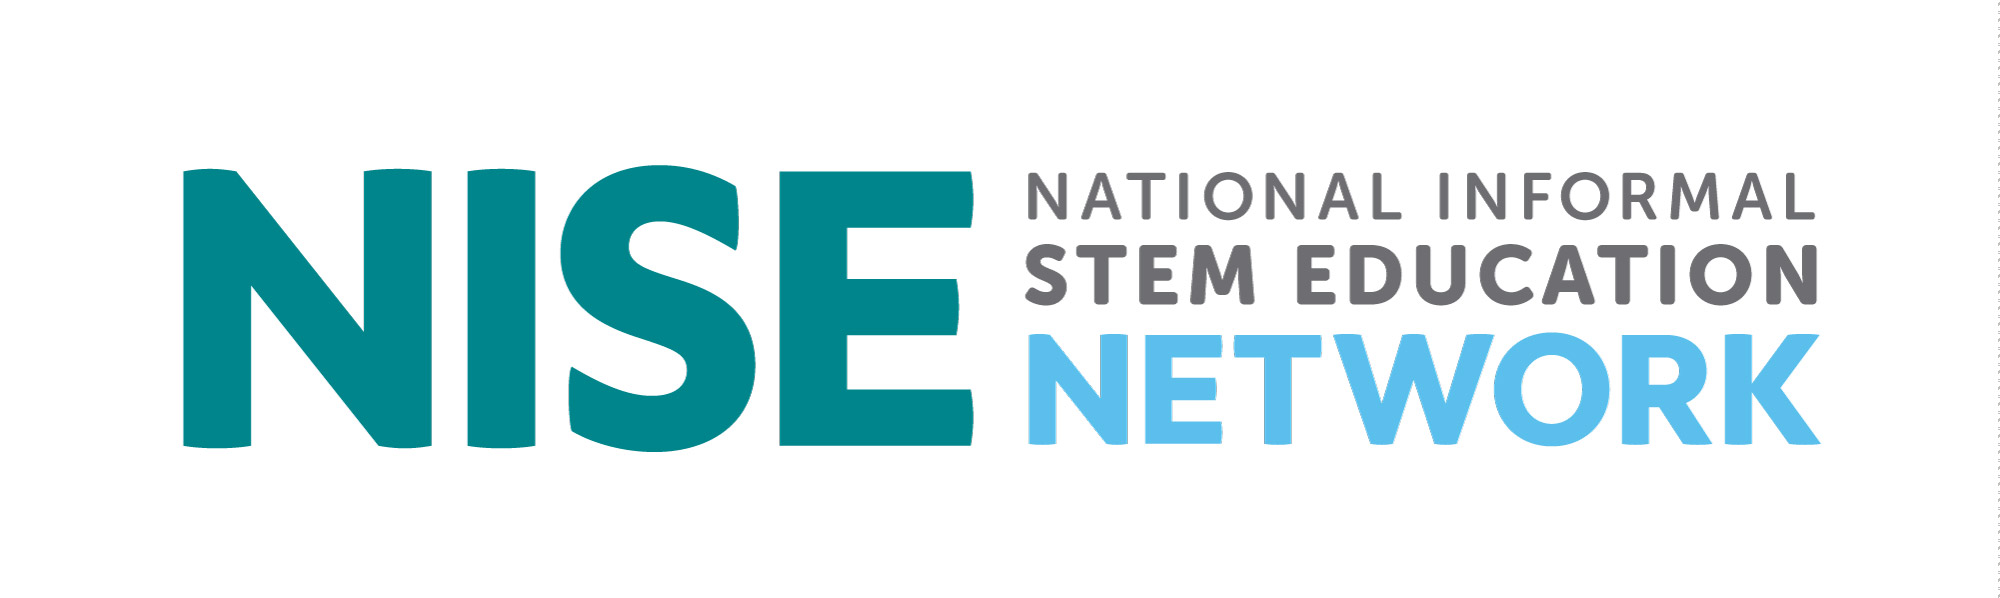 NISE
NATIONAL INFORMAL
STEM EDUCATION
NETWORK